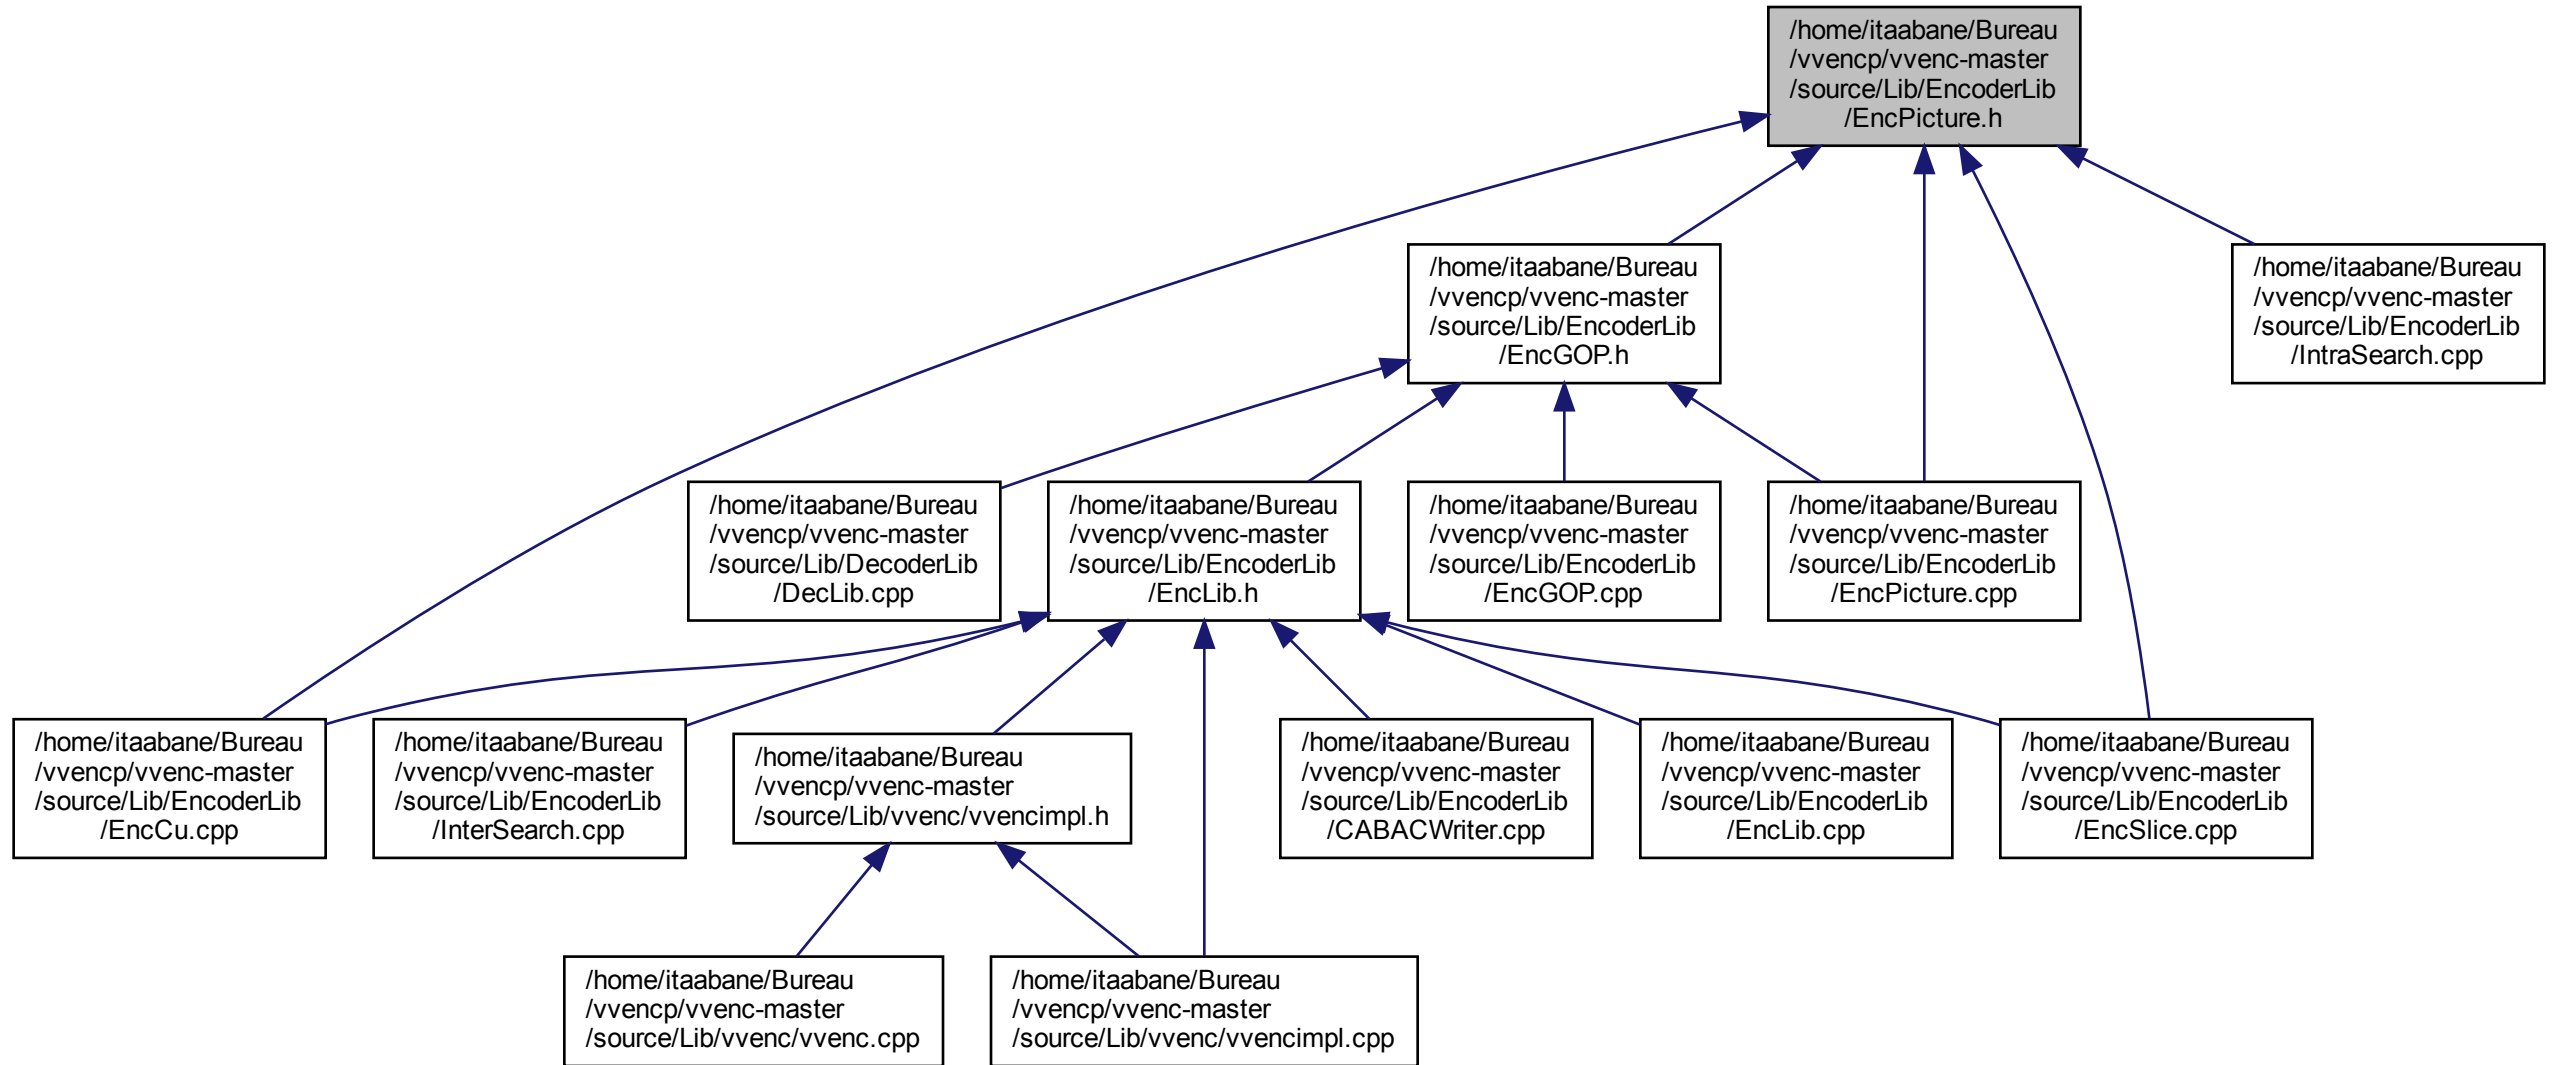 /home/itaabane/Bureau
/vvencp/vvenc-master
/source/Lib/EncoderLib
/EncPicture.h
/home/itaabane/Bureau
/vvencp/vvenc-master
/source/Lib/EncoderLib
/EncGOP.h
/home/itaabane/Bureau
/vvencp/vvenc-master
/source/Lib/EncoderLib
/IntraSearch.cpp
/home/itaabane/Bureau
/vvencp/vvenc-master
/source/Lib/DecoderLib
/DecLib.cpp
/home/itaabane/Bureau
/vvencp/vvenc-master
/source/Lib/EncoderLib
/EncLib.h
/home/itaabane/Bureau
/vvencp/vvenc-master
/source/Lib/EncoderLib
/EncGOP.cpp
/home/itaabane/Bureau
/vvencp/vvenc-master
/source/Lib/EncoderLib
/EncPicture.cpp
/home/itaabane/Bureau
/vvencp/vvenc-master
/source/Lib/EncoderLib
/EncCu.cpp
/home/itaabane/Bureau
/vvencp/vvenc-master
/source/Lib/EncoderLib
/InterSearch.cpp
/home/itaabane/Bureau
/vvencp/vvenc-master
/source/Lib/vvenc/vvencimpl.h
/home/itaabane/Bureau
/vvencp/vvenc-master
/source/Lib/EncoderLib
/CABACWriter.cpp
/home/itaabane/Bureau
/vvencp/vvenc-master
/source/Lib/EncoderLib
/EncLib.cpp
/home/itaabane/Bureau
/vvencp/vvenc-master
/source/Lib/EncoderLib
/EncSlice.cpp
/home/itaabane/Bureau
/vvencp/vvenc-master
/source/Lib/vvenc/vvenc.cpp
/home/itaabane/Bureau
/vvencp/vvenc-master
/source/Lib/vvenc/vvencimpl.cpp